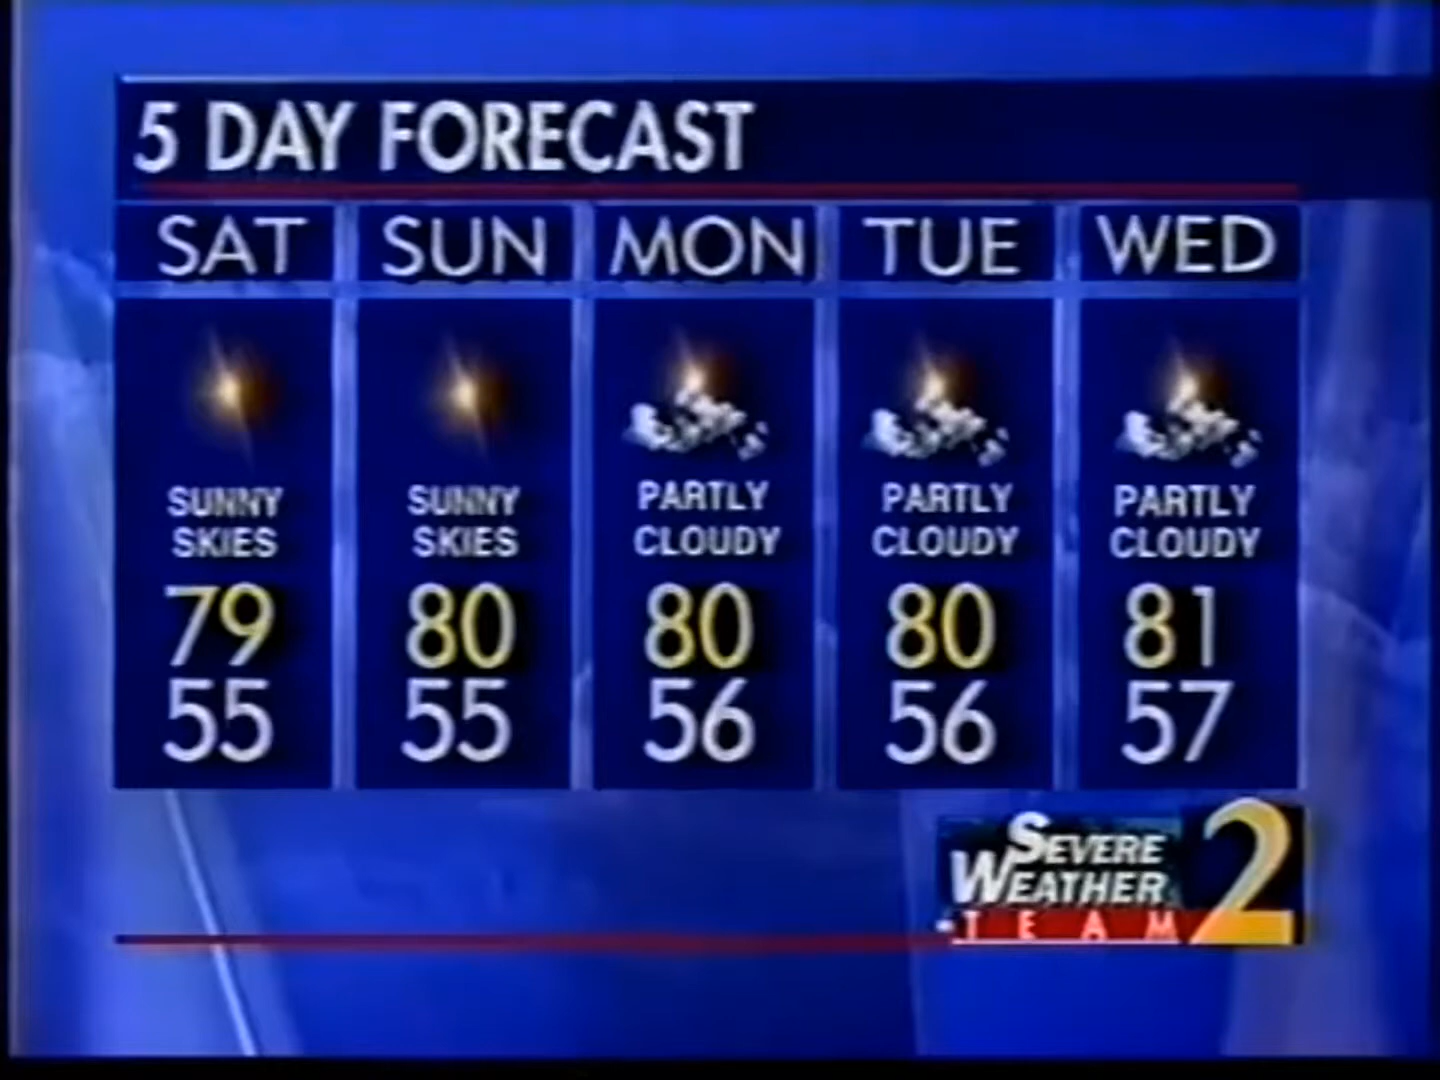 5 DAY FORECAST
SAT SUN MON TUE WED
SUNNY SUNNY PARTLY PARTLY PARTLY
SKIES SKIES CLOUDY CLOUDY CLOUDY
79 80 80 80 81
55 55 56 56 57
SEVERE
WEATHER
TEAM 2